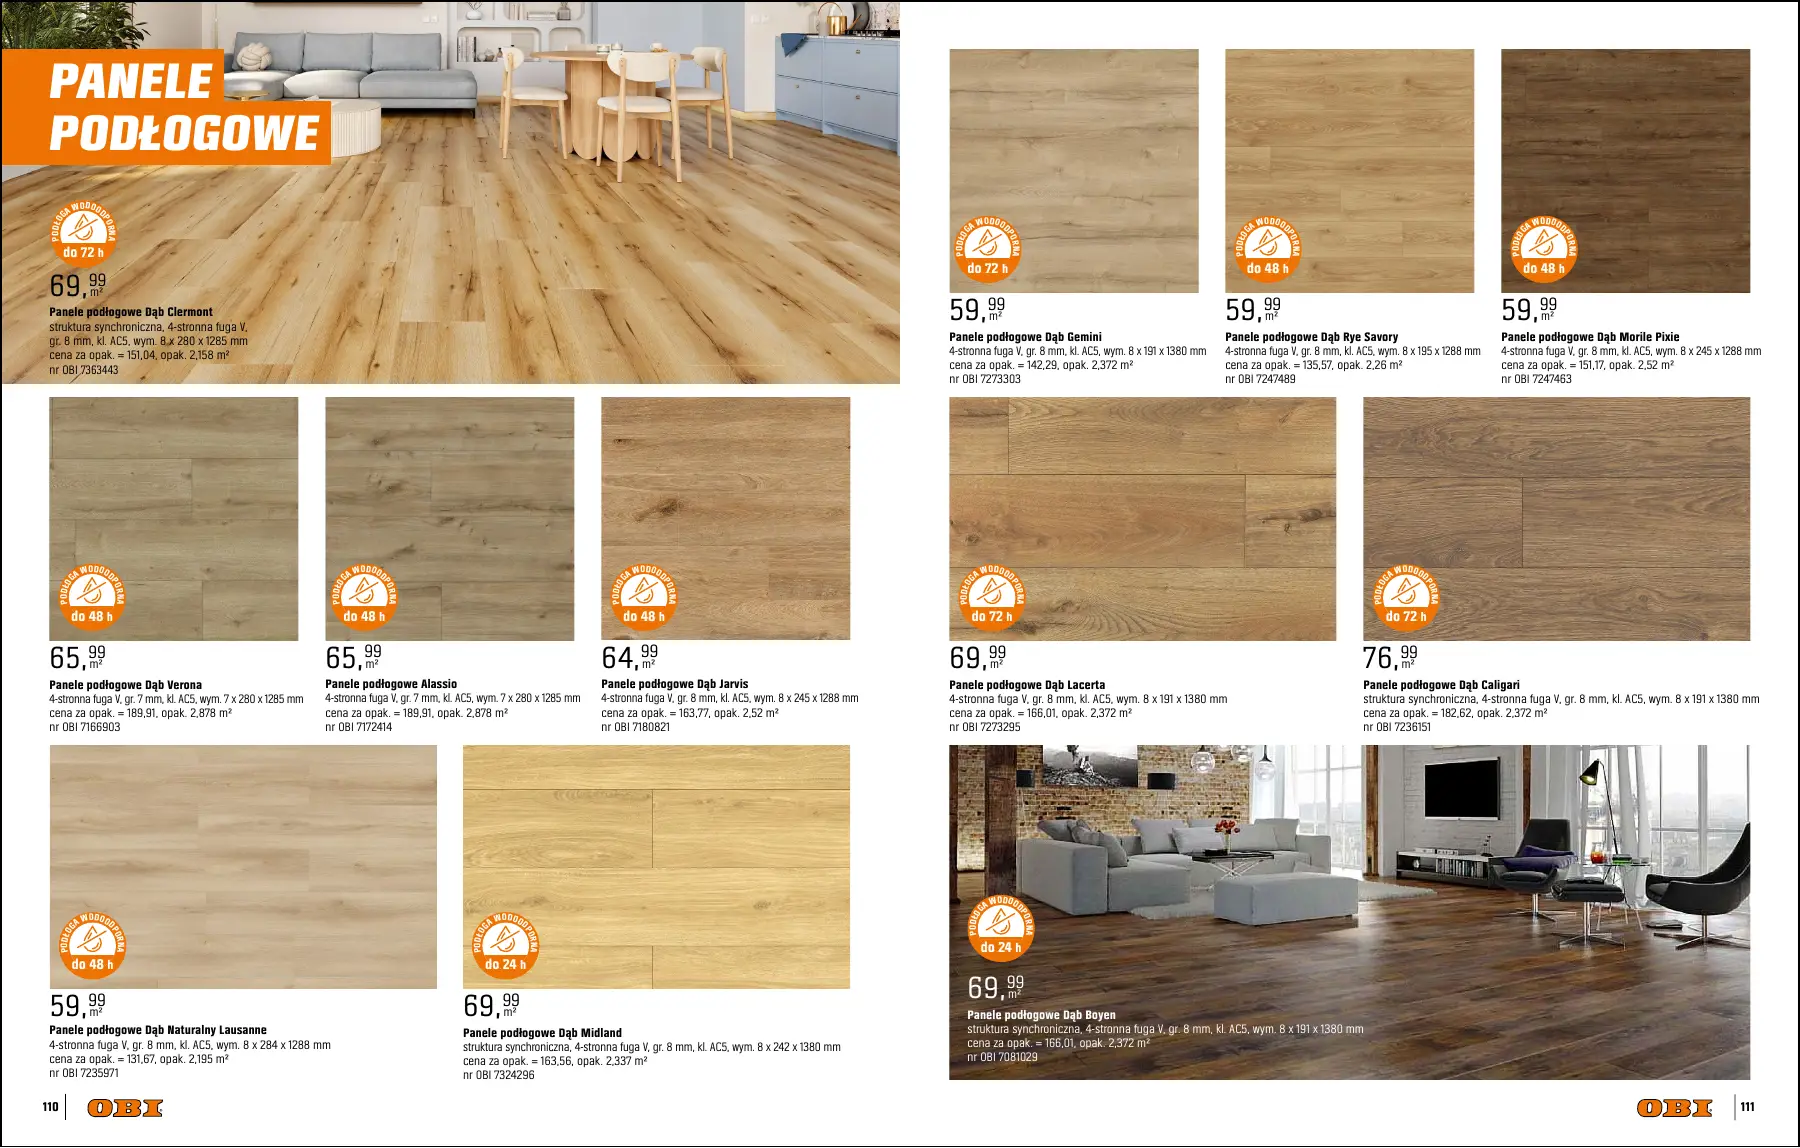 PANELE
PODŁOGOWE
PODŁOGA WODOODPORNA
do 72 h
69,99
m²
Panele podłogowe Dąb Clermont
struktura synchroniczna, 4-stronna fuga V,
gr. 8 mm, kl. AC5, wym. 8 x 280 x 1285 mm
cena za opak. = 151,04, opak. 2,158 m²
nr OBI 7363443
PODŁOGA WODOODPORNA
do 48 h
65,99
m²
Panele podłogowe Dąb Verona
4-stronna fuga V, gr. 7 mm, kl. AC5, wym. 7 x 280 x 1285 mm
cena za opak. = 189,91, opak. 2,878 m²
nr OBI 7166903
PODŁOGA WODOODPORNA
do 48 h
65,99
m²
Panele podłogowe Alassio
4-stronna fuga V, gr. 7 mm, kl. AC5, wym. 7 x 280 x 1285 mm
cena za opak. = 189,91, opak. 2,878 m²
nr OBI 7172414
PODŁOGA WODOODPORNA
do 48 h
64,99
m²
Panele podłogowe Dąb Jarvis
4-stronna fuga V, gr. 8 mm, kl. AC5, wym. 8 x 245 x 1288 mm
cena za opak. = 163,77, opak. 2,52 m²
nr OBI 7180821
PODŁOGA WODOODPORNA
do 48 h
59,99
m²
Panele podłogowe Dąb Naturalny Lausanne
4-stronna fuga V, gr. 8 mm, kl. AC5, wym. 8 x 284 x 1288 mm
cena za opak. = 131,67, opak. 2,195 m²
nr OBI 7235971
PODŁOGA WODOODPORNA
do 24 h
69,99
m²
Panele podłogowe Dąb Midland
struktura synchroniczna, 4-stronna fuga V, gr. 8 mm, kl. AC5, wym. 8 x 242 x 1380 mm
cena za opak. = 163,56, opak. 2,337 m²
nr OBI 7324296
110
OBI
PODŁOGA WODOODPORNA
do 72 h
59,99
m²
Panele podłogowe Dąb Gemini
4-stronna fuga V, gr. 8 mm, kl. AC5, wym. 8 x 191 x 1380 mm
cena za opak. = 142,29, opak. 2,372 m²
nr OBI 7273303
PODŁOGA WODOODPORNA
do 48 h
59,99
m²
Panele podłogowe Dąb Rye Savory
4-stronna fuga V, gr. 8 mm, kl. AC5, wym. 8 x 195 x 1288 mm
cena za opak. = 135,57, opak. 2,26 m²
nr OBI 7247489
PODŁOGA WODOODPORNA
do 48 h
59,99
m²
Panele podłogowe Dąb Morile Pixie
4-stronna fuga V, gr. 8 mm, kl. AC5, wym. 8 x 245 x 1288 mm
cena za opak. = 151,17, opak. 2,52 m²
nr OBI 7247463
PODŁOGA WODOODPORNA
do 72 h
69,99
m²
Panele podłogowe Dąb Lacerta
4-stronna fuga V, gr. 8 mm, kl. AC5, wym. 8 x 191 x 1380 mm
cena za opak. = 166,01, opak. 2,372 m²
nr OBI 7273295
PODŁOGA WODOODPORNA
do 72 h
76,99
m²
Panele podłogowe Dąb Caligari
struktura synchroniczna, 4-stronna fuga V, gr. 8 mm, kl. AC5, wym. 8 x 191 x 1380 mm
cena za opak. = 182,62, opak. 2,372 m²
nr OBI 7236151
PODŁOGA WODOODPORNA
do 24 h
69,99
m²
Panele podłogowe Dąb Boyen
struktura synchroniczna, 4-stronna fuga V, gr. 8 mm, kl. AC5, wym. 8 x 191 x 1380 mm
cena za opak. = 166,01, opak. 2,372 m²
nr OBI 7081029
OBI
111